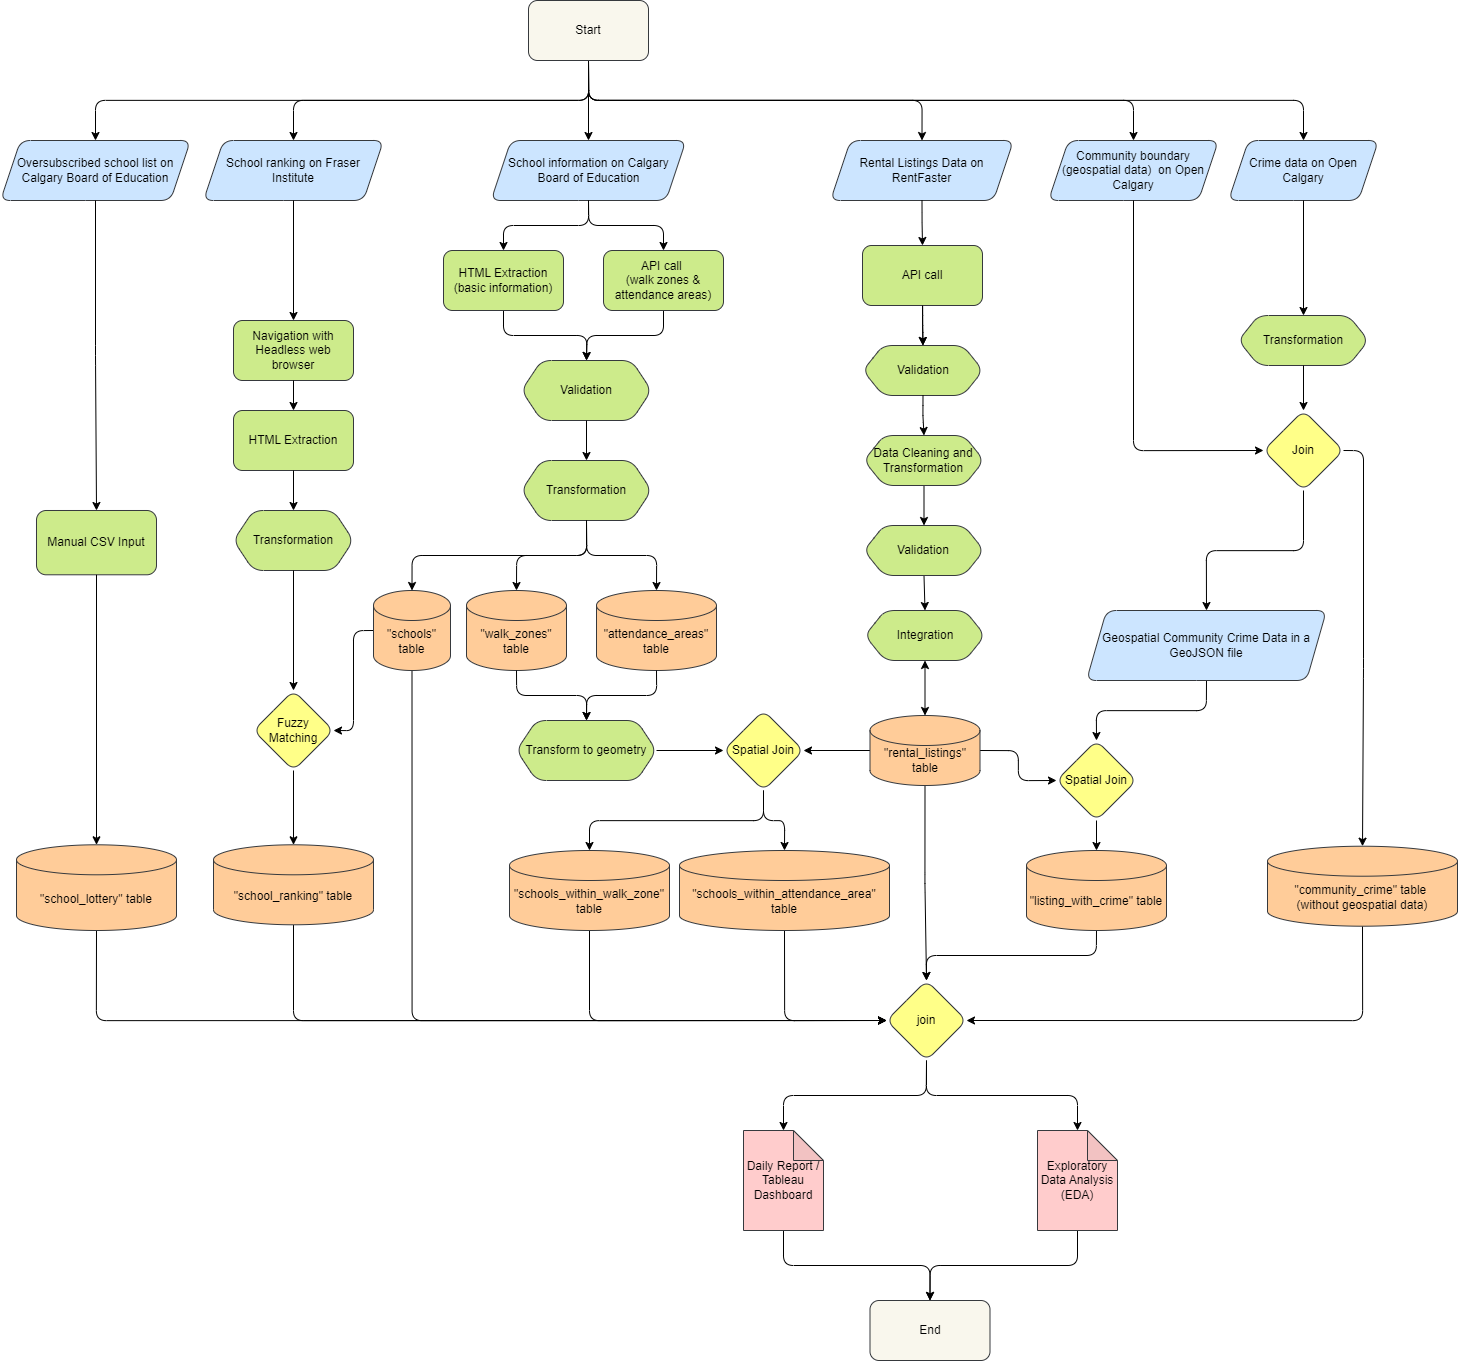 Start
Oversubscribed school list on
Calgary Board of Education
School ranking on Fraser
Institute
School information on Calgary
Board of Education
Rental Listings Data on
RentFaster
Community boundary
(geospatial data)  on Open
Calgary
Crime data on Open
Calgary
HTML Extraction
(basic information)
API call
(walk zones &
attendance areas)
API call
Navigation with
Headless web
browser
Validation
Validation
Transformation
HTML Extraction
Data Cleaning and
Transformation
Join
Manual CSV Input
Transformation
Transformation
Validation
"schools"
table
"walk_zones"
table
"attendance_areas"
table
Integration
Geospatial Community Crime Data in a
GeoJSON file
Fuzzy
Matching
Transform to geometry
Spatial Join
"rental_listings"
table
Spatial Join
"school_lottery" table
"school_ranking" table
"schools_within_walk_zone"
table
"schools_within_attendance_area"
table
"listing_with_crime" table
"community_crime" table
(without geospatial data)
join
Daily Report /
Tableau
Dashboard
Exploratory
Data Analysis
(EDA)
End